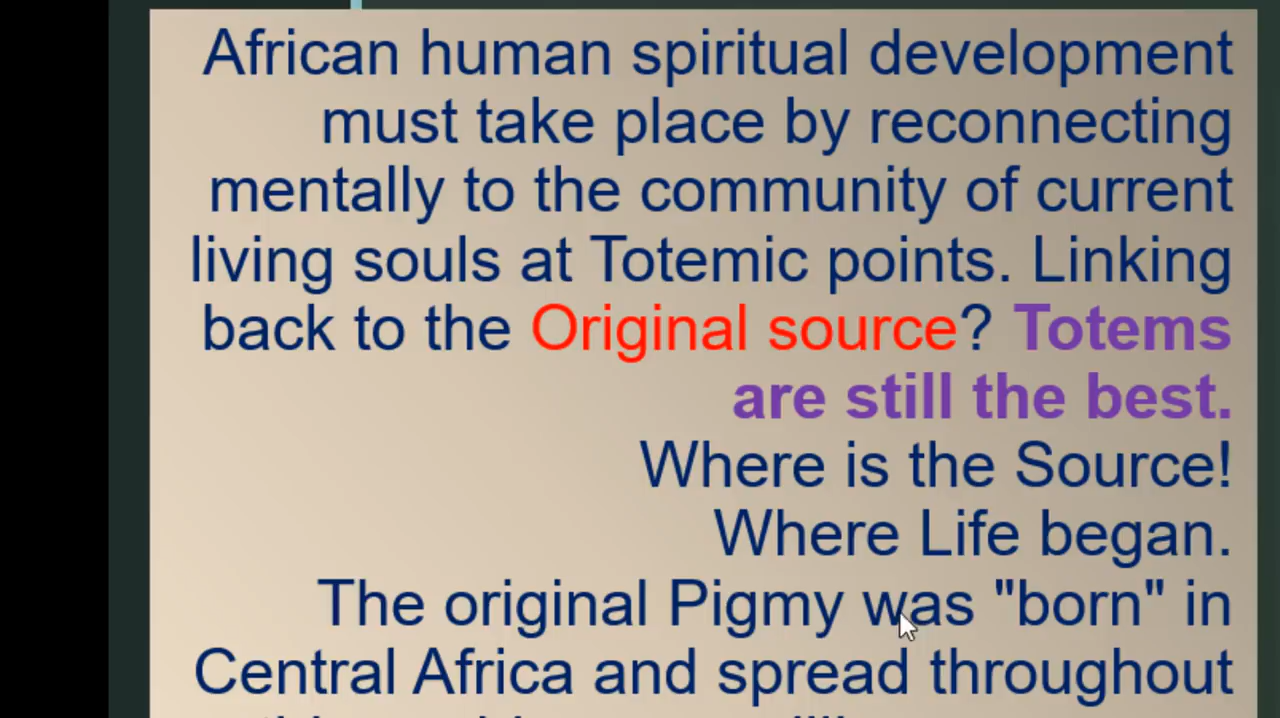 African human spiritual development
must take place by reconnecting
mentally to the community of current
living souls at Totemic points. Linking
back to the Original source? Totems
are still the best.
Where is the Source!
Where Life began.
The original Pigmy was "born" in
Central Africa and spread throughout